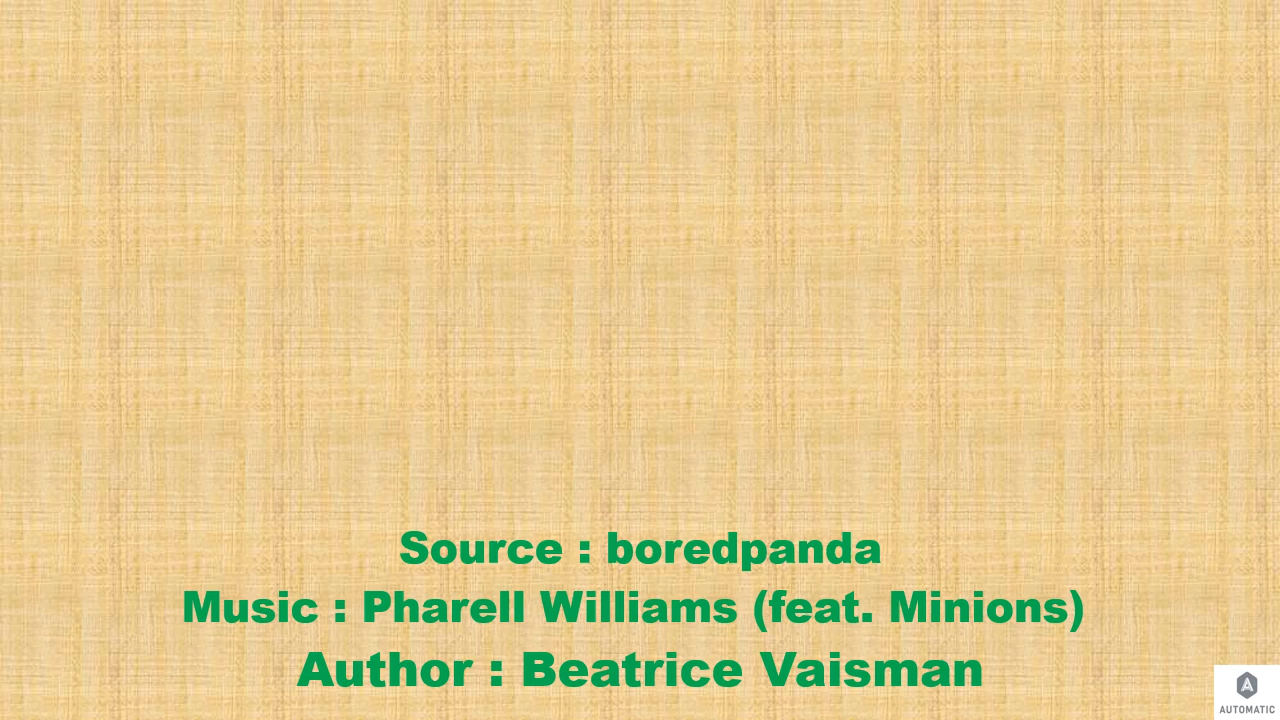 Source : boredpanda
Music : Pharell Williams (feat. Minions)
Author : Beatrice Vaisman
AUTOMATIC